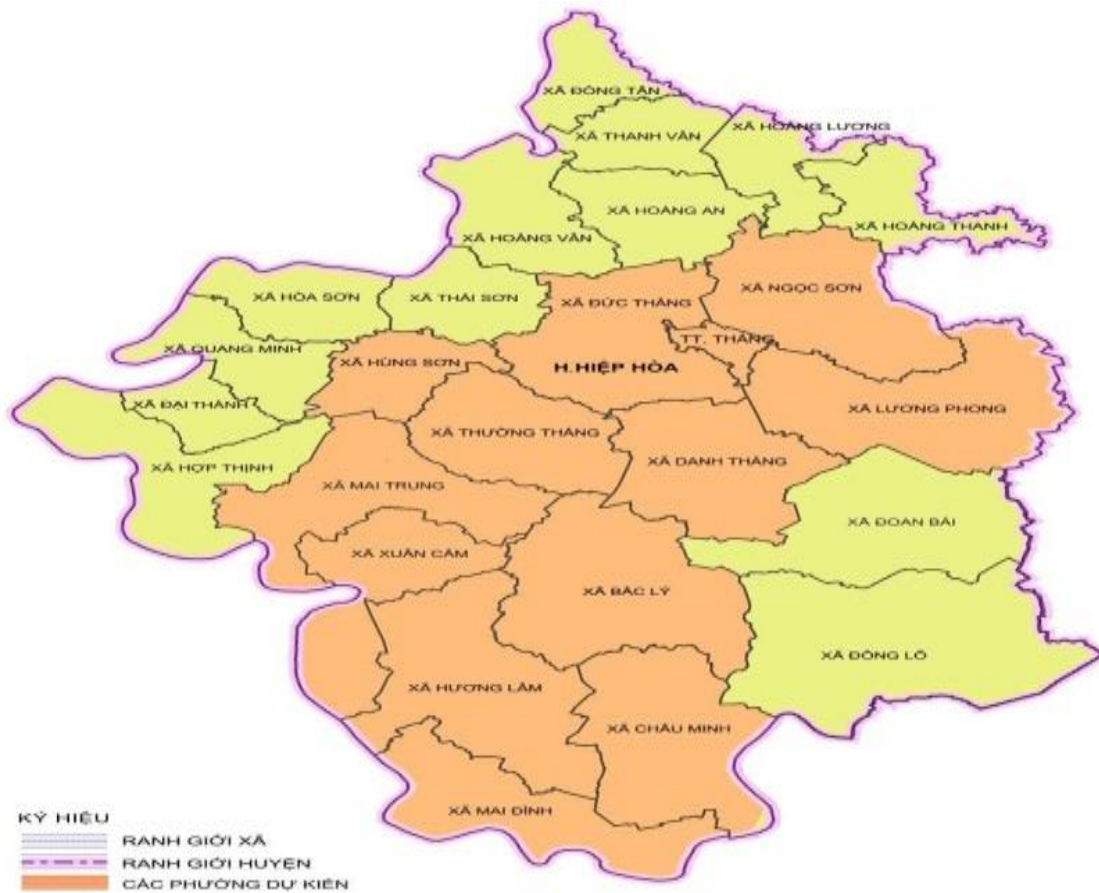 XÃ ĐỒNG TÂN
XÃ THANH VÂN
XÃ HOÀNG LƯƠNG
XÃ HOÀNG AN
XÃ HOÀNG VÂN
XÃ HOÀNG THANH
XÃ HÒA SƠN
XÃ THÁI SƠN
XÃ ĐỨC THẮNG
XÃ NGỌC SƠN
XÃ QUANG MINH
XÃ HÙNG SƠN
TT. THẮNG
H.HIỆP HÒA
XÃ ĐẠI THÀNH
XÃ THƯỜNG THẮNG
XÃ LƯƠNG PHONG
XÃ HỢP THỊNH
XÃ DANH THẮNG
XÃ MAI TRUNG
XÃ ĐOAN BÁI
XÃ XUÂN CẨM
XÃ BẮC LÝ
XÃ ĐÔNG LỖ
XÃ HƯƠNG LÂM
XÃ CHÂU MINH
XÃ MAI ĐÌNH
KÝ HIỆU
RANH GIỚI XÃ
RANH GIỚI HUYỆN
CÁC PHƯỜNG DỰ KIẾN